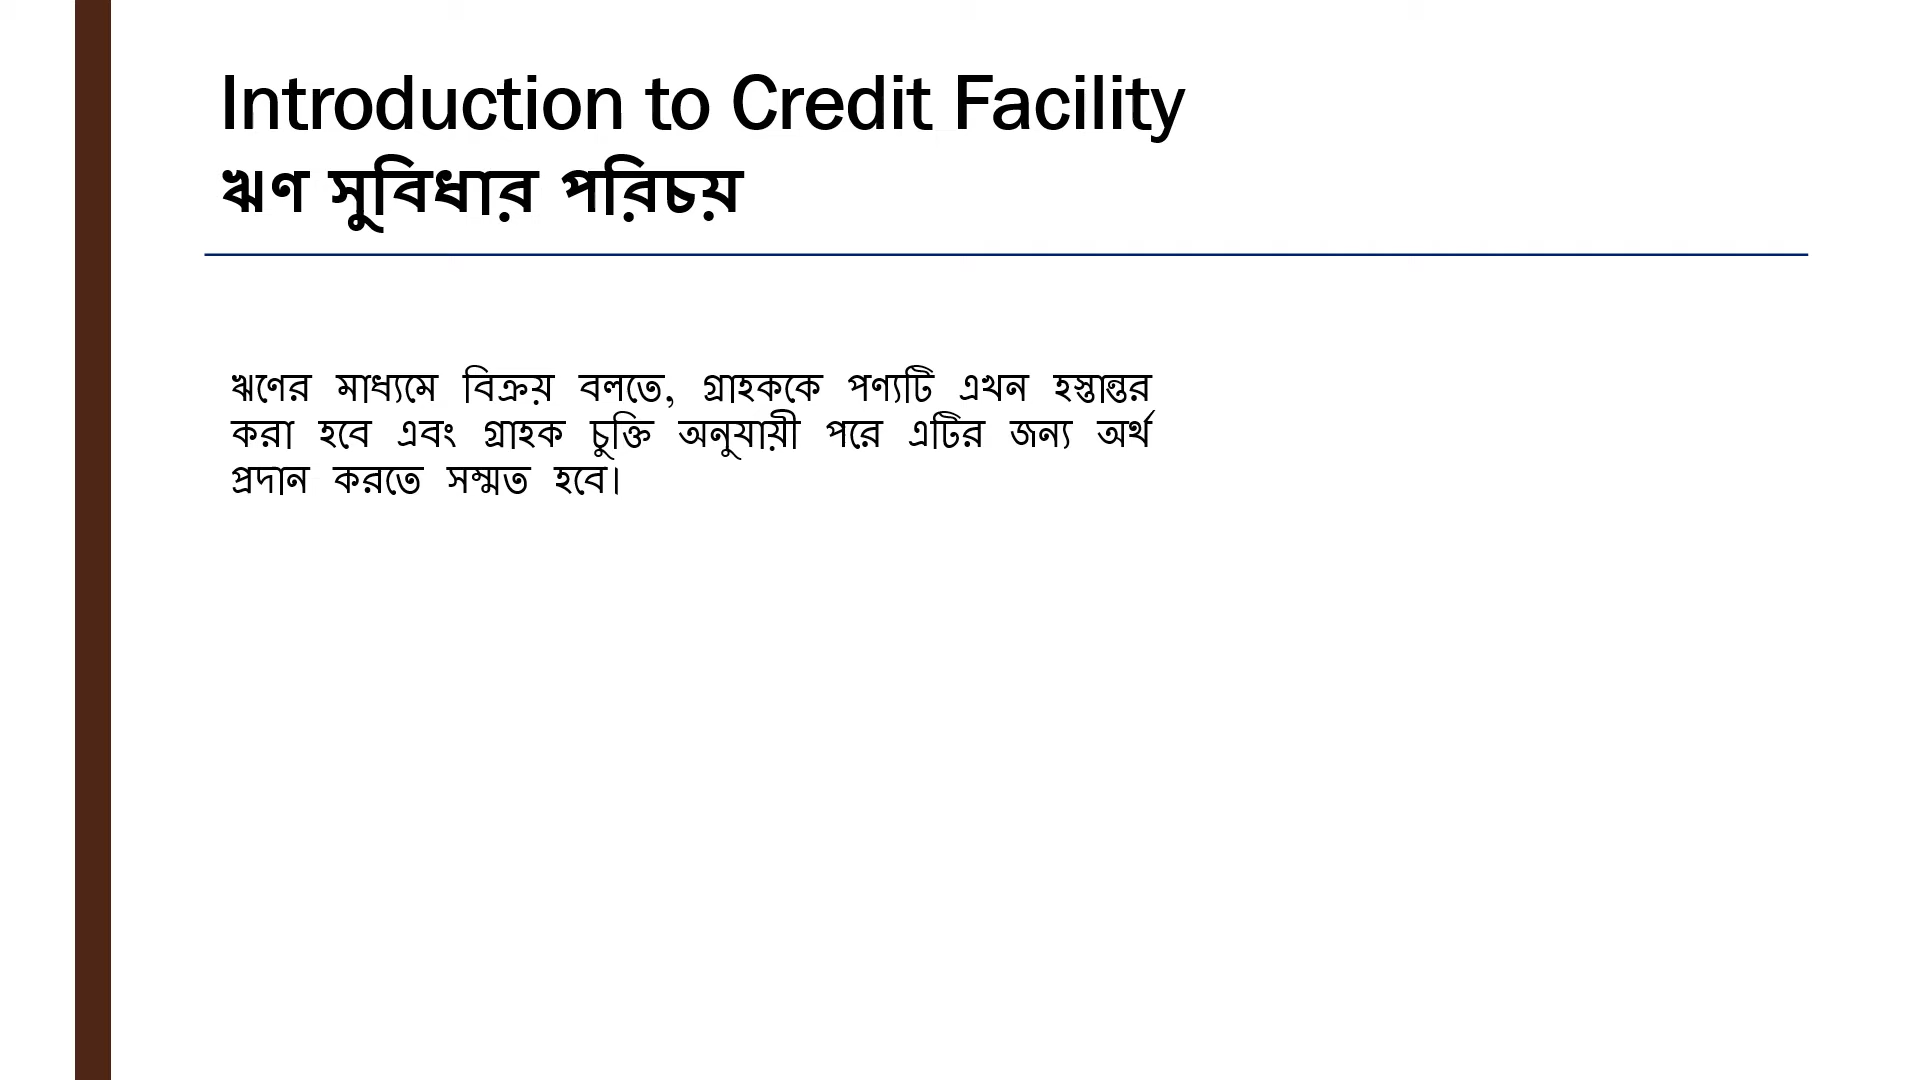 Introduction to Credit Facility
ঋণ সুবিধার পরিচয়
ঋণের মাধ্যমে বিক্রয় বলতে, গ্রাহককে পণ্যটি এখন হস্তান্তর
করা হবে এবং গ্রাহক চুক্তি অনুযায়ী পরে এটির জন্য অর্থ
প্রদান করতে সম্মত হবে।